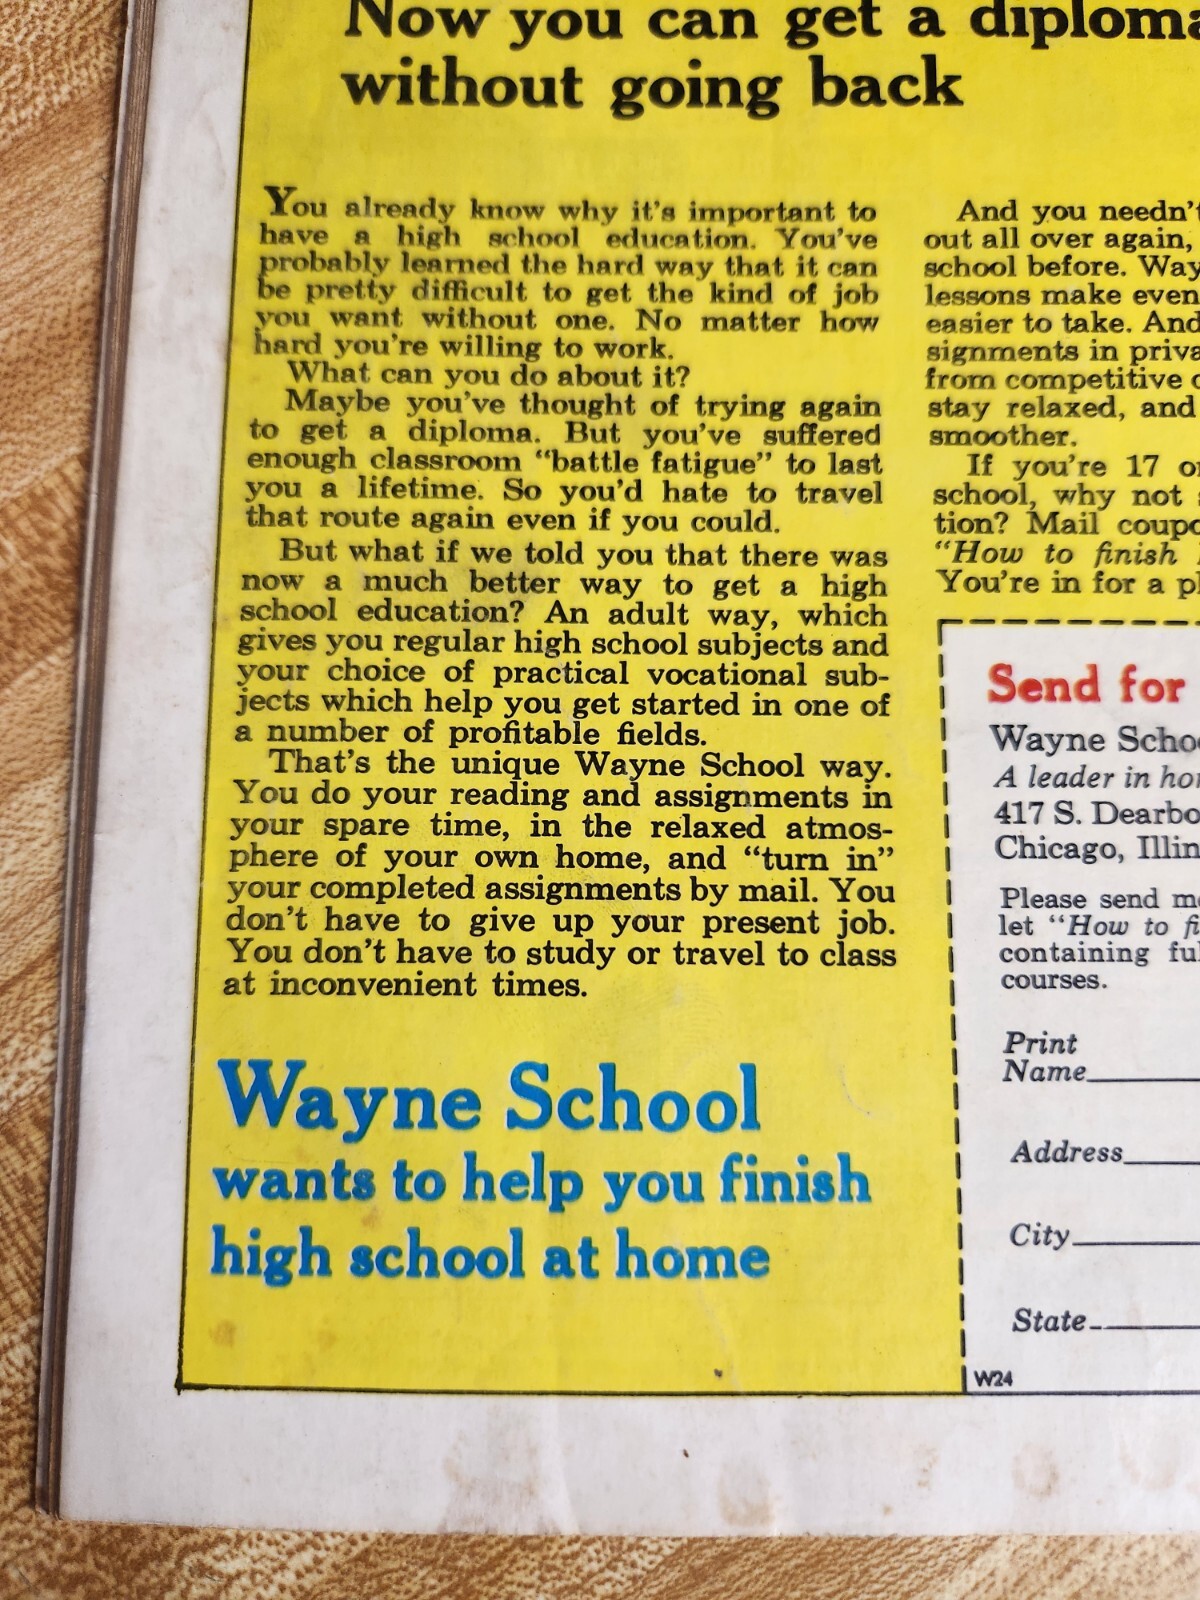 Now you can get a diploma
without going back
You already know why it's important to
have a high school education. You've
probably learned the hard way that it can
be pretty difficult to get the kind of job
you want without one. No matter how
hard you're willing to work.
What can you do about it?
Maybe you've thought of trying again
to get a diploma. But you've suffered
enough classroom "battle fatigue" to last
you a lifetime. So you'd hate to travel
that route again even if you could.
But what if we told you that there was
now a much better way to get a high
school education? An adult way, which
gives you regular high school subjects and
your choice of practical vocational sub-
jects which help you get started in one of
a number of profitable fields.
That's the unique Wayne School way.
You do your reading and assignments in
your spare time, in the relaxed atmos-
phere of your own home, and "turn in"
your completed assignments by mail. You
don't have to give up your present job.
You don't have to study or travel to class
at inconvenient times.
Wayne School
wants to help you finish
high school at home
And you needn't
out all over again,
school before. Way
lessons make even
easier to take. And
signments in priva
from competitive
stay relaxed, and
smoother.
If you're 17 o
school, why not
tion? Mail coupo
"How to finish
You're in for a pl
Send for
Wayne Schoo
A leader in ho
417 S. Dearbo
Chicago, Illin
Please send m
let "How to fi
containing ful
courses.
Print
Name
Address
City
State
W24